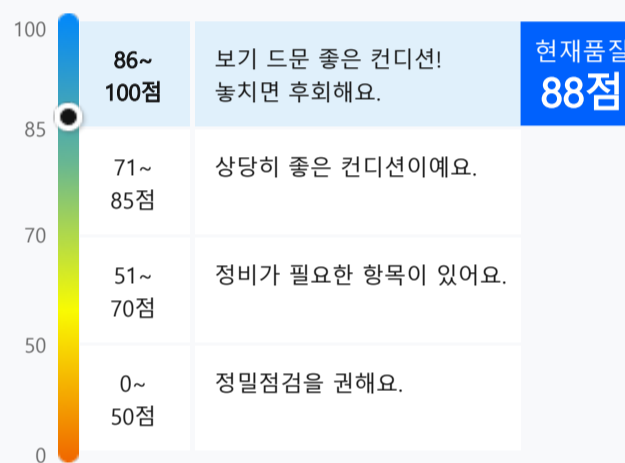 100
86~
100점
보기 드문 좋은 컨디션!
놓치면 후회해요.
현재품질
88점
85
71~
85점
상당히 좋은 컨디션이예요.
70
51~
70점
정비가 필요한 항목이 있어요.
50
0~
50점
정밀점검을 권해요.
0